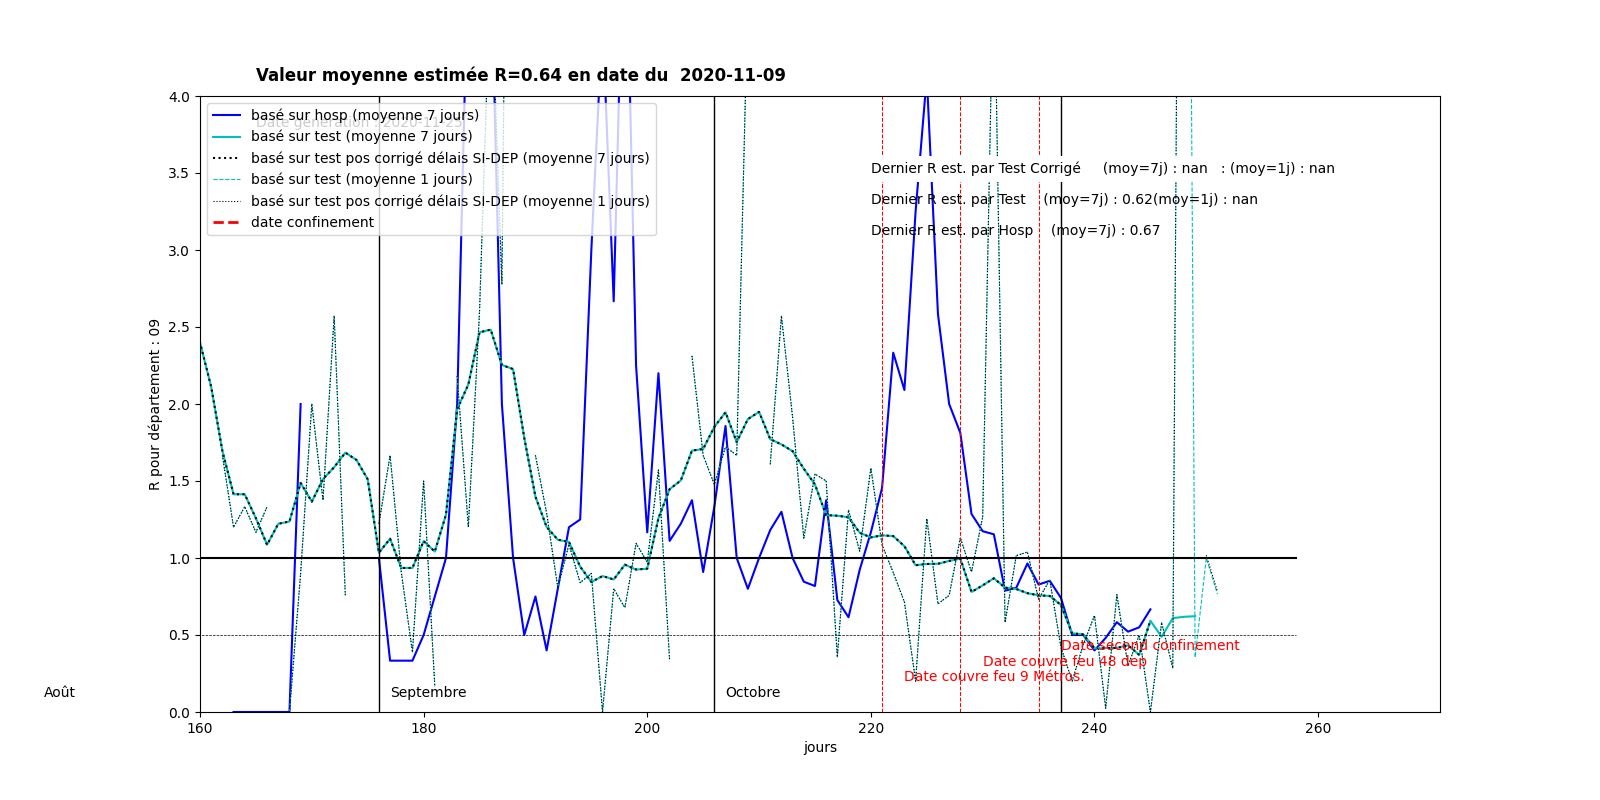 Valeur moyenne estimée R=0.64 en date du  2020-11-09
Date génération : 2020-11-25
basé sur hosp (moyenne 7 jours)
basé sur test (moyenne 7 jours)
basé sur test pos corrigé délais SI-DEP (moyenne 7 jours)
basé sur test (moyenne 1 jours)
basé sur test pos corrigé délais SI-DEP (moyenne 1 jours)
date confinement
Dernier R est. par Test Corrigé     (moy=7j) : nan   : (moy=1j) : nan
Dernier R est. par Test    (moy=7j) : 0.62(moy=1j) : nan
Dernier R est. par Hosp    (moy=7j) : 0.67
4.0
3.5
3.0
2.5
2.0
1.5
1.0
0.5
0.0
R pour département : 09
Date second confinement
Date couvre feu 48 dep
Date couvre feu 9 Métros.
Août
Septembre
Octobre
160
180
200
220
240
260
jours